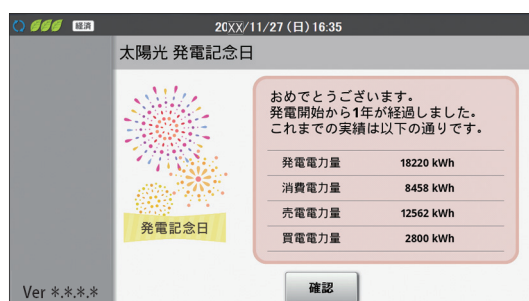 経済 20XX/11/27（日）16:35
太陽光 発電記念日
おめでとうございます。
発電開始から1年が経過しました。
これまでの実績は以下の通りです。
発電電力量 18220 kWh
消費電力量 8458 kWh
売電電力量 12562 kWh
買電電力量 2800 kWh
発電記念日
確認
Ver *.*.*.*